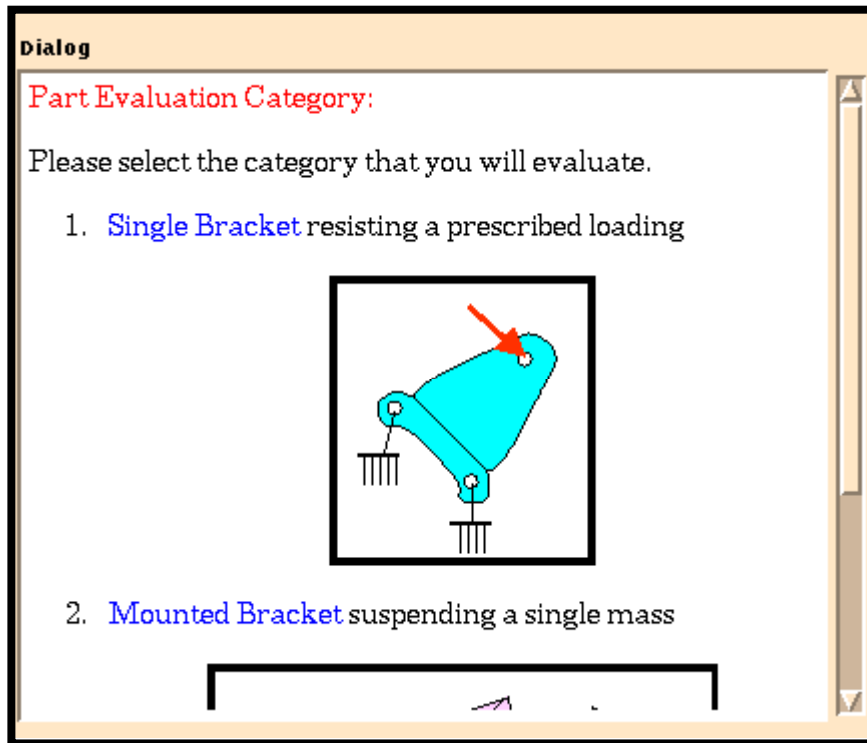 Dialog
Part Evaluation Category:
Please select the category that you will evaluate.
1. Single Bracket resisting a prescribed loading
2. Mounted Bracket suspending a single mass